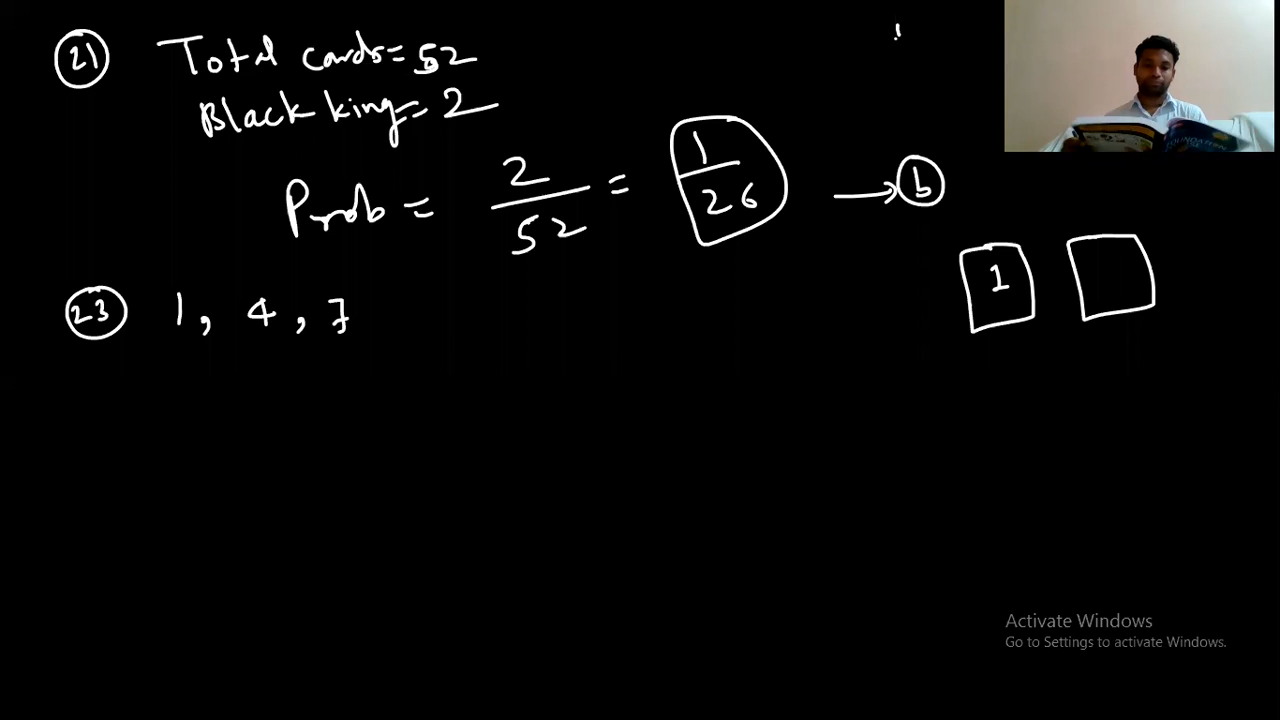 21 Total cards = 52
Black king = 2
Prob = 2/52 = 1/26 → b
1
23 1, 4, 7
FOUNDATION
Activate Windows
Go to Settings to activate Windows.